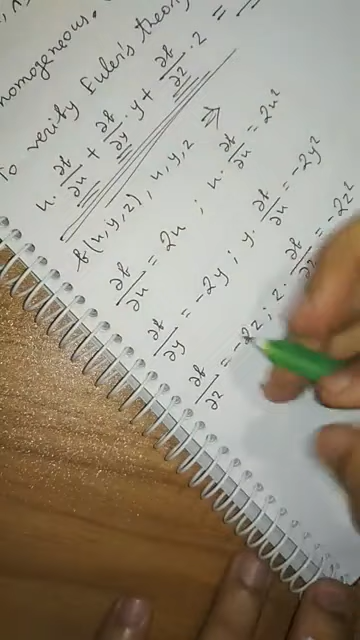 homogeneous.
To verify Euler's theorem
x. ∂f/∂x + ∂f/∂y . y + ∂f/∂z . z =
f(x, y, z), x, y, z ⇒
∂f/∂x = 2x ; x. ∂f/∂x = 2x²
∂f/∂y = -2y ; y. ∂f/∂x = -2y²
∂f/∂z = -2z ; z. ∂f/∂z = -2z²